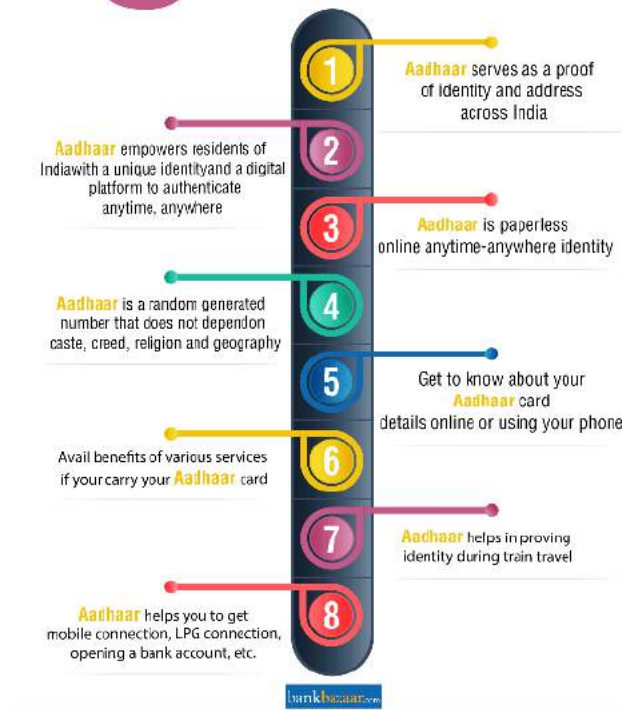 1
Aadhaar serves as a proof
of identity and address
across India
2
Aadhaar empowers residents of
Indiawith a unique identityand a digital
platform to authenticate
anytime, anywhere
3
Aadhaar is paperless
online anytime-anywhere identity
4
Aadhaar is a random generated
number that does not dependon
caste, creed, religion and geography
5
Get to know about your
Aadhaar card
details online or using your phone
6
Avail benefits of various services
if your carry your Aadhaar card
7
Aadhaar helps in proving
identity during train travel
8
Aadhaar helps you to get
mobile connection, LPG connection,
opening a bank account, etc.
bankbazaar.com